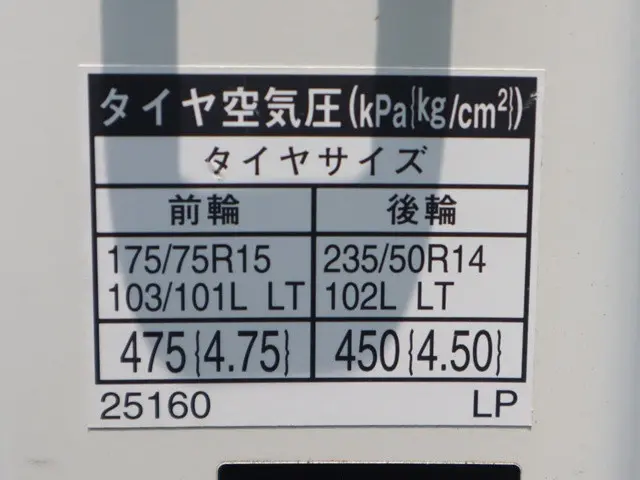 タイヤ空気圧(kPa{kg/cm²})
タイヤサイズ
前輪 後輪
175/75R15 235/50R14
103/101L LT 102L LT
475{4.75} 450{4.50}
25160 LP